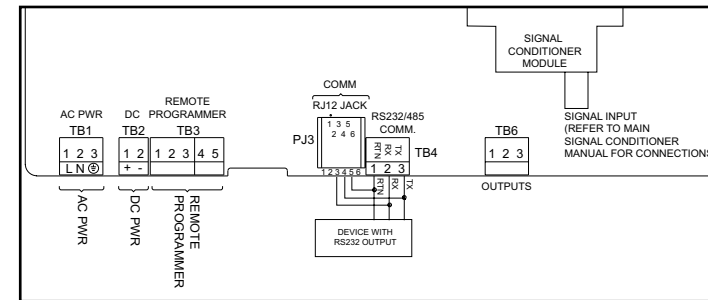 SIGNAL
CONDITIONER
MODULE
SIGNAL INPUT
(REFER TO MAIN
SIGNAL CONDITIONER
MANUAL FOR CONNECTIONS
COMM
RJ12 JACK
1 3 5
2 4 6
PJ3
1 2 3 4 5 6
AC PWR
TB1
1 2 3
L N
AC PWR
DC
TB2
1 2
+ -
DC PWR
REMOTE
PROGRAMMER
TB3
1 2 3 4 5
REMOTE
PROGRAMMER
RS232/485
COMM.
TB4
RTN RX TX
1 2 3
RTN RX TX
DEVICE WITH
RS232 OUTPUT
TB6
1 2 3
OUTPUTS